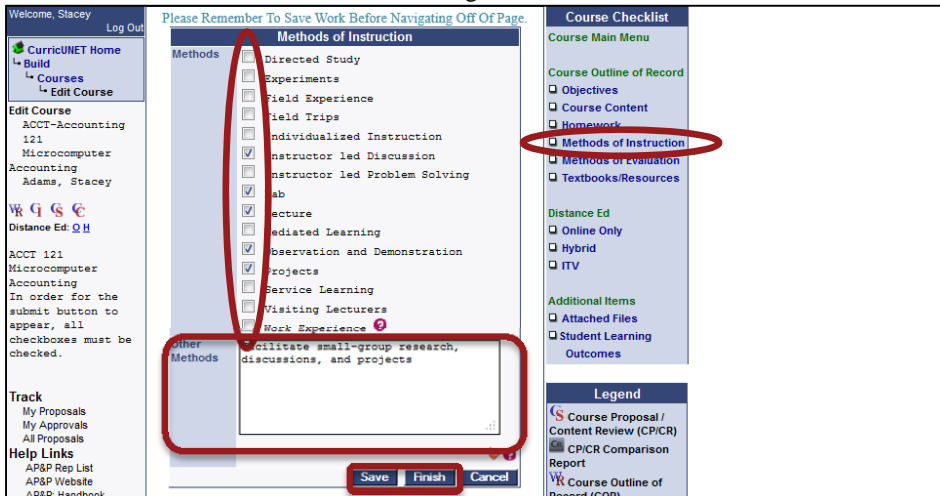 Welcome, Stacey
Log Out
CurricUNET Home
Build
Courses
Edit Course
Edit Course
ACCT-Accounting
121
Microcomputer
Accounting
Adams, Stacey
WR CI CS CC
Distance Ed: O H
ACCT 121
Microcomputer
Accounting
In order for the
submit button to
appear, all
checkboxes must be
checked.
Track
My Proposals
My Approvals
All Proposals
Help Links
AP&P Rep List
AP&P Website
AP&P: Handbook
Please Remember To Save Work Before Navigating Off Of Page.
Methods of Instruction
Methods
Directed Study
Experiments
Field Experience
Field Trips
Individualized Instruction
Instructor led Discussion
Instructor led Problem Solving
Lab
Lecture
Mediated Learning
Observation and Demonstration
Projects
Service Learning
Visiting Lecturers
Work Experience ?
Other
Methods
Facilitate small-group research,
discussions, and projects
?
Save Finish Cancel
Course Checklist
Course Main Menu
Course Outline of Record
Objectives
Course Content
Homework
Methods of Instruction
Methods of Evaluation
Textbooks/Resources
Distance Ed
Online Only
Hybrid
ITV
Additional Items
Attached Files
Student Learning
Outcomes
Legend
CS Course Proposal /
Content Review (CP/CR)
CP/CR Comparison
Report
WR Course Outline of
Record (COR)